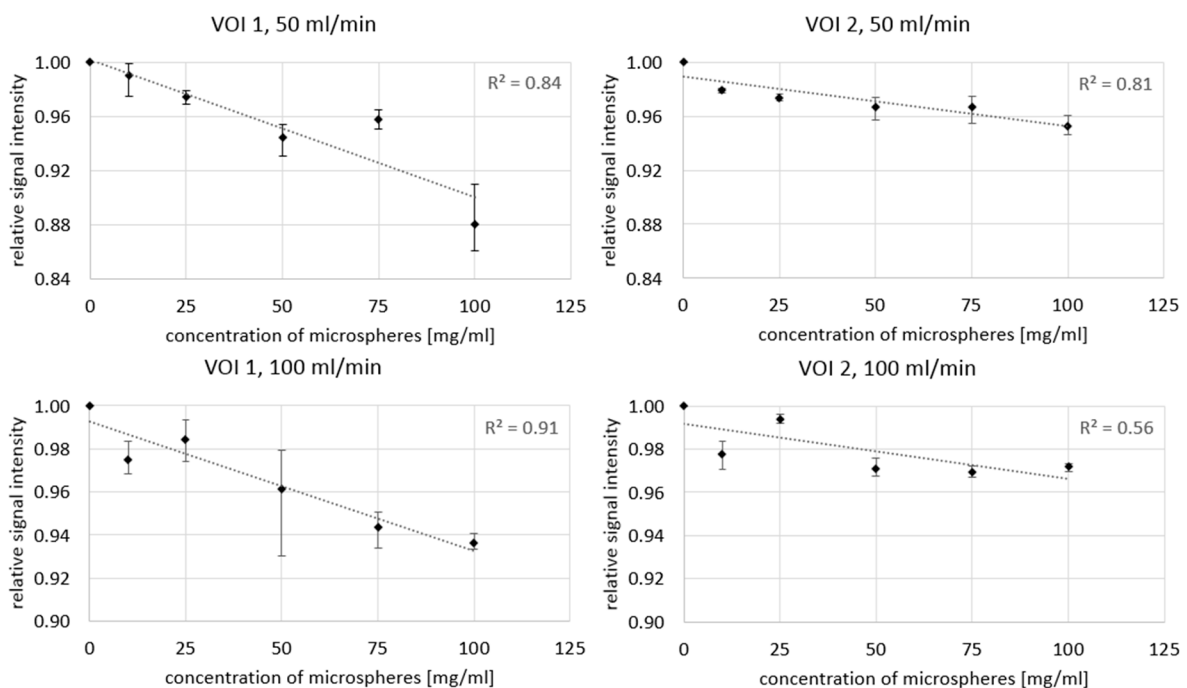 VOI 1, 50 ml/min
relative signal intensity
1.00
0.96
0.92
0.88
0.84
R² = 0.84
0 25 50 75 100 125
concentration of microspheres [mg/ml]
VOI 2, 50 ml/min
relative signal intensity
1.00
0.96
0.92
0.88
0.84
R² = 0.81
0 25 50 75 100 125
concentration of microspheres [mg/ml]
VOI 1, 100 ml/min
relative signal intensity
1.00
0.98
0.96
0.94
0.92
0.90
R² = 0.91
0 25 50 75 100 125
concentration of microspheres [mg/ml]
VOI 2, 100 ml/min
relative signal intensity
1.00
0.98
0.96
0.94
0.92
0.90
R² = 0.56
0 25 50 75 100 125
concentration of microspheres [mg/ml]